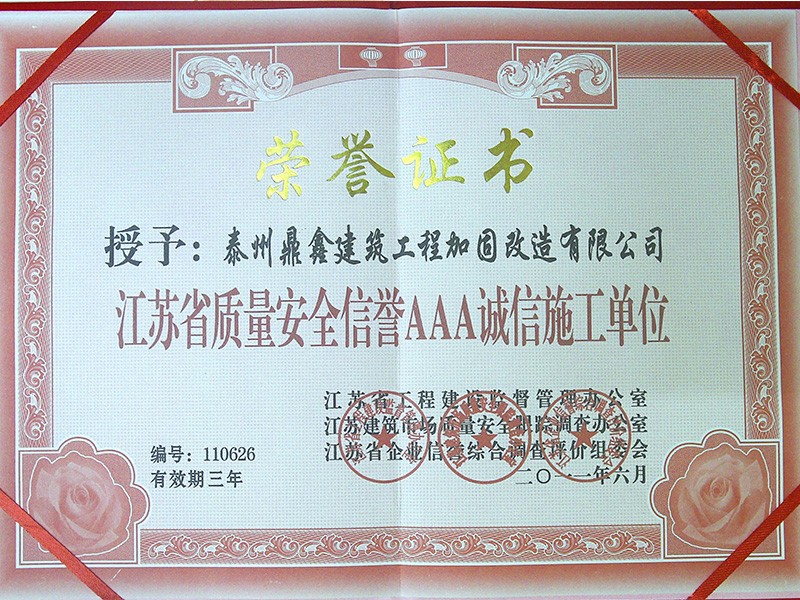 荣誉证书
授予：泰州鼎鑫建筑工程加固改造有限公司
江苏省质量安全信誉AAA诚信施工单位
江苏省工程建设监督管理办公室
江苏建筑市场质量安全跟踪调查办公室
江苏省企业信誉综合调查评价组委会
编号：110626
二〇一一年六月
有效期三年